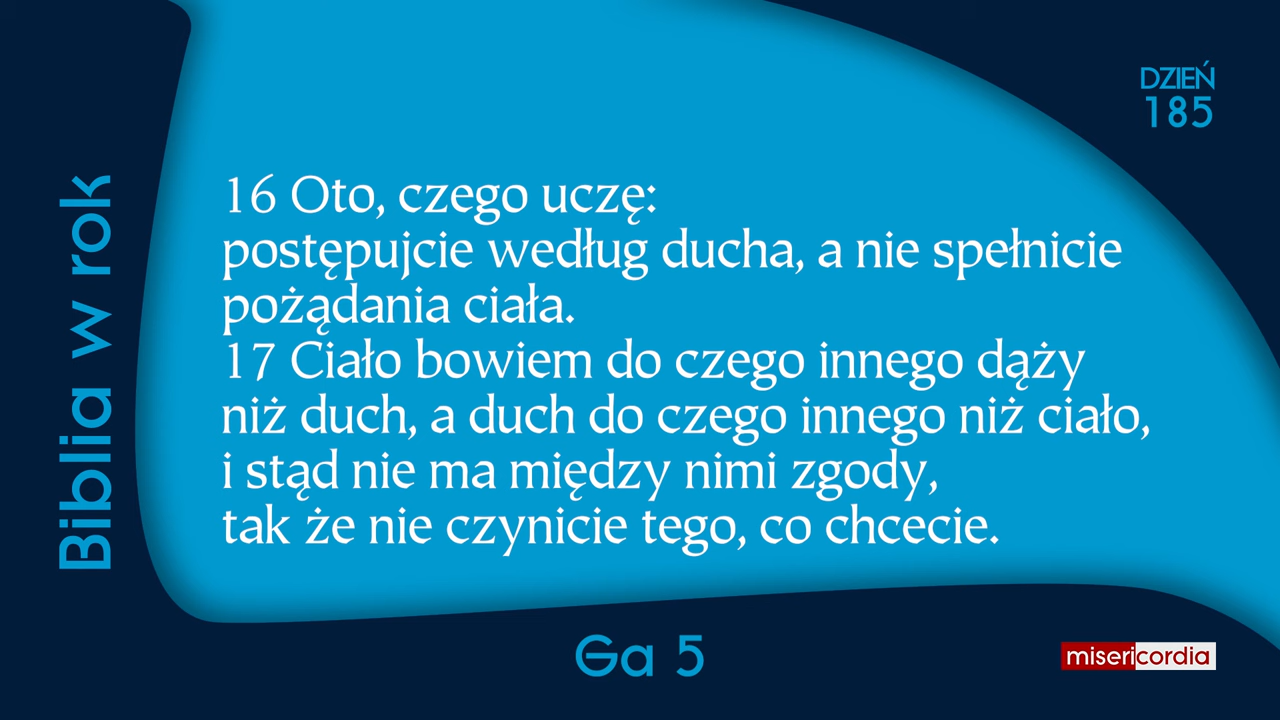 DZIEŃ
185
16 Oto, czego uczę:
postępujcie według ducha, a nie spełnicie
pożądania ciała.
17 Ciało bowiem do czego innego dąży
niż duch, a duch do czego innego niż ciało,
i stąd nie ma między nimi zgody,
tak że nie czynicie tego, co chcecie.
Biblia w rok
Ga 5
misericordia